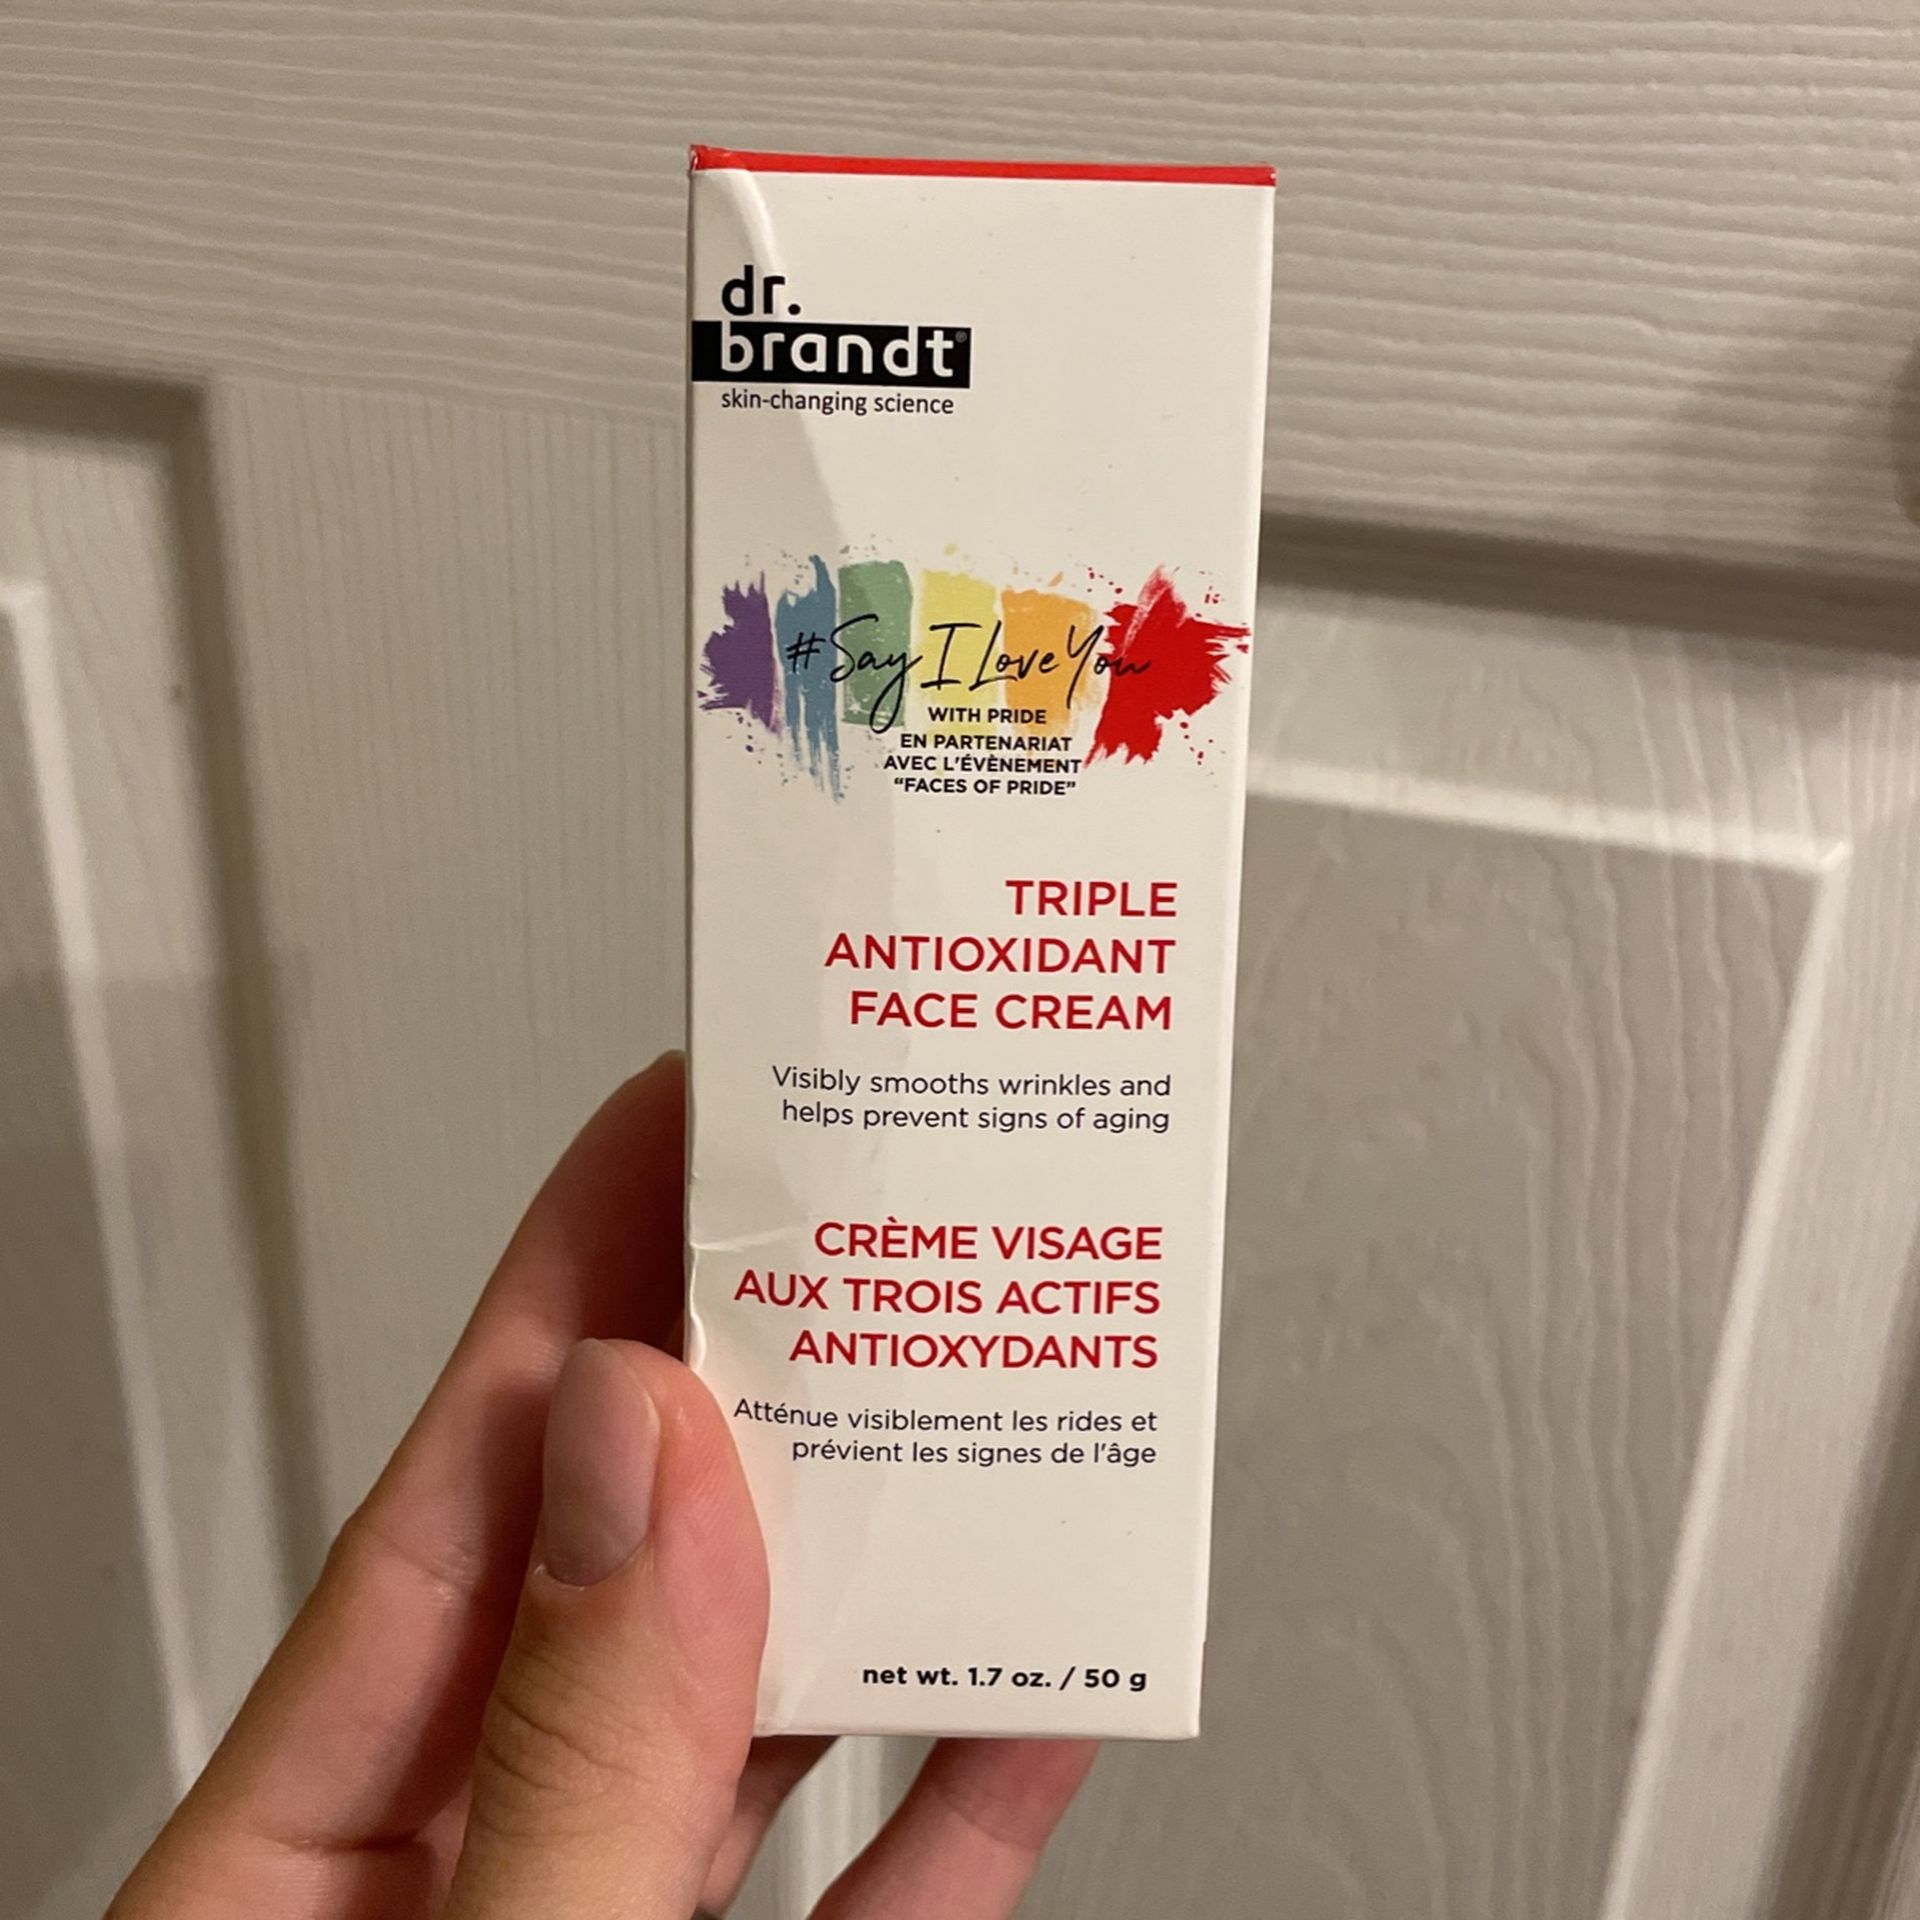 dr.
brandt®
skin-changing science
#Say I Love You
WITH PRIDE
EN PARTENARIAT
AVEC L'ÉVÈNEMENT
"FACES OF PRIDE"
TRIPLE
ANTIOXIDANT
FACE CREAM
Visibly smooths wrinkles and
helps prevent signs of aging
CRÈME VISAGE
AUX TROIS ACTIFS
ANTIOXYDANTS
Atténue visiblement les rides et
prévient les signes de l'âge
net wt. 1.7 oz. / 50 g